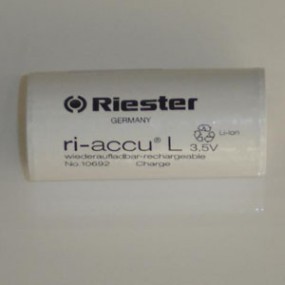 Riester
GERMANY
Li-Ion
ri-accu® L 3.5V
wiederaufladbar-rechargeable
No.10692 Charge